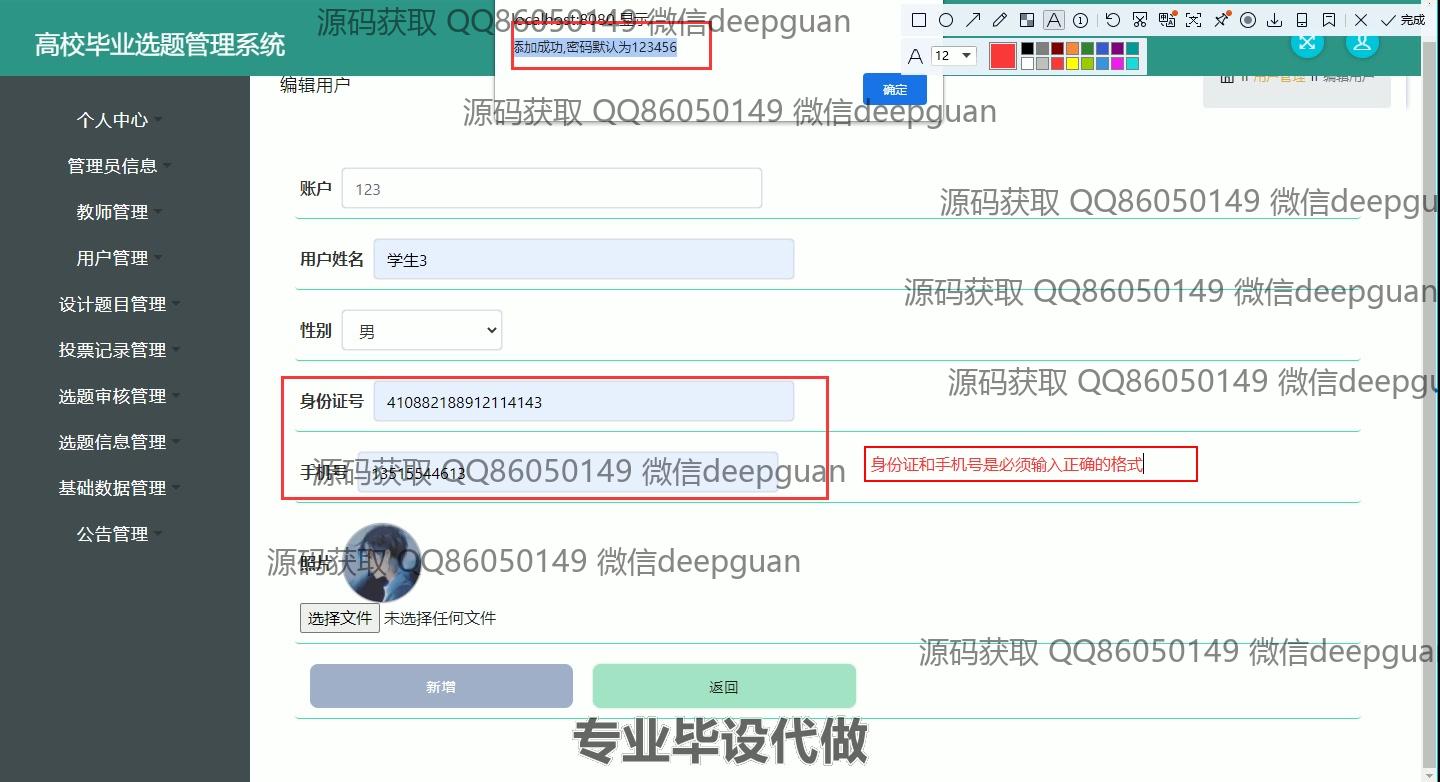 高校毕业选题管理系统
源码获取 QQ86050149 微信deepguan
localhost:8080 显示
添加成功,密码默认为123456
确定
A
12
完成
编辑用户
用户管理 // 编辑用户
源码获取 QQ86050149 微信deepguan
个人中心
管理员信息
教师管理
用户管理
设计题目管理
投票记录管理
选题审核管理
选题信息管理
基础数据管理
公告管理
账户 123
源码获取 QQ86050149 微信deepgu
用户姓名 学生3
源码获取 QQ86050149 微信deepguan
性别 男
源码获取 QQ86050149 微信deepgu
身份证号 410882188912114143
手机号 13515544613
源码获取 QQ86050149 微信deepguan
身份证和手机号是必须输入正确的格式
照片
源码获取 QQ86050149 微信deepguan
选择文件 未选择任何文件
源码获取 QQ86050149 微信deepgua
新增 返回
专业毕设代做